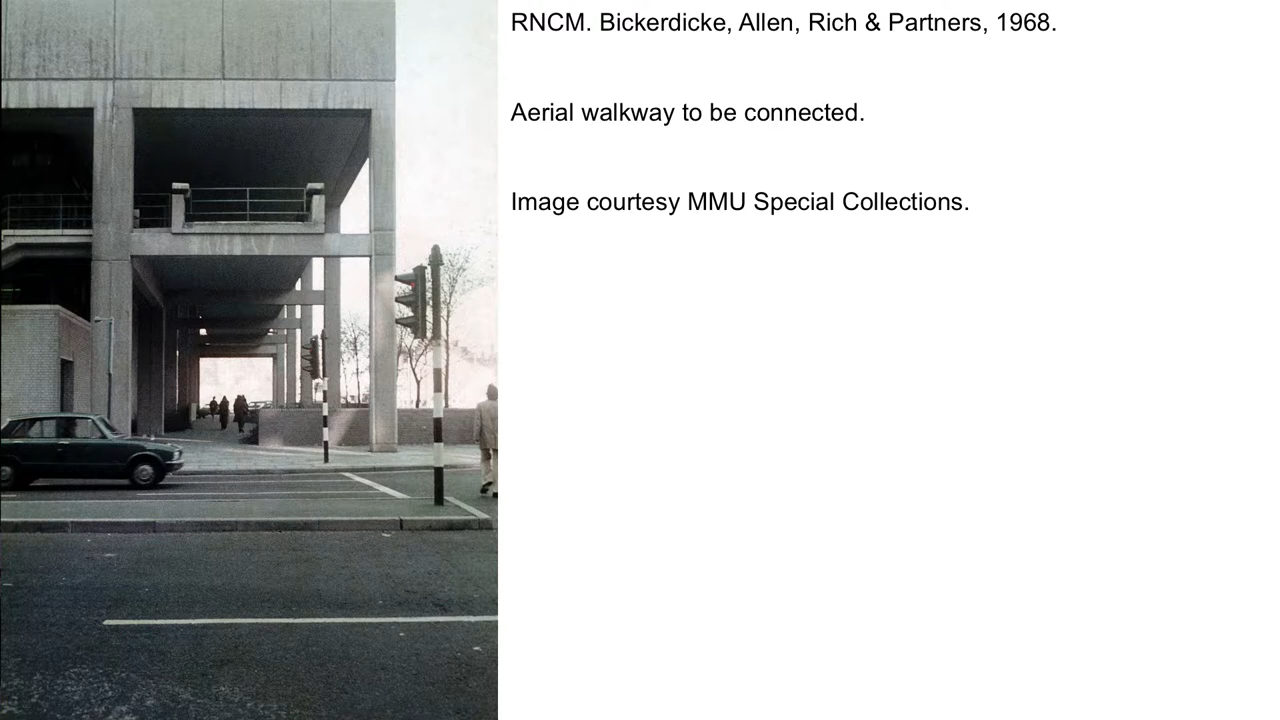 RNCM. Bickerdicke, Allen, Rich & Partners, 1968.
Aerial walkway to be connected.
Image courtesy MMU Special Collections.